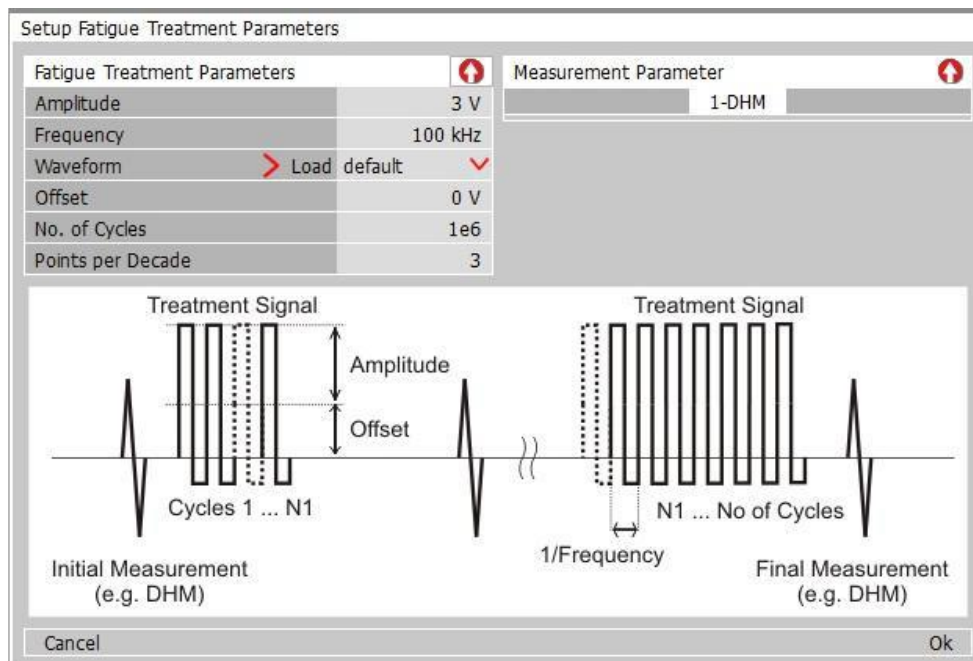 Setup Fatigue Treatment Parameters
Fatigue Treatment Parameters
Amplitude 3 V
Frequency 100 kHz
Waveform Load default
Offset 0 V
No. of Cycles 1e6
Points per Decade 3
Measurement Parameter
1-DHM
Treatment Signal
Amplitude
Offset
Cycles 1 ... N1
Initial Measurement
(e.g. DHM)
Treatment Signal
N1 ... No of Cycles
1/Frequency
Final Measurement
(e.g. DHM)
Cancel
Ok